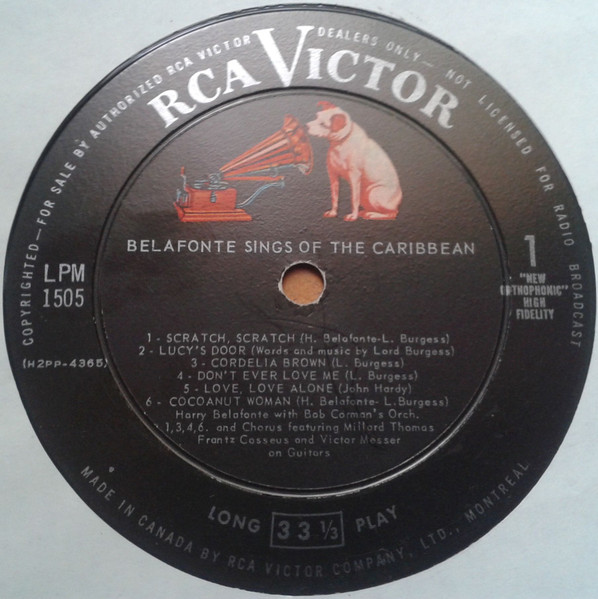 COPYRIGHTED — FOR SALE BY AUTHORIZED RCA VICTOR DEALERS ONLY — NOT LICENSED FOR RADIO BROADCAST
RCA VICTOR
BELAFONTE SINGS OF THE CARIBBEAN
LPM
1505
(H2PP-4365)
1
"NEW
ORTHOPHONIC"
HIGH
FIDELITY
1 - SCRATCH, SCRATCH (H. Belafonte-L. Burgess)
2 - LUCY'S DOOR (Words and music by Lord Burgess)
3 - CORDELIA BROWN (L. Burgess)
4 - DON'T EVER LOVE ME (L. Burgess)
5 - LOVE, LOVE ALONE (John Hardy)
6 - COCOANUT WOMAN (H. Belafonte- L.Burgess)
Harry Belafonte with Bob Corman's Orch.
1,3,4,6. and Chorus featuring Millard Thomas
Frantz Casseus and Victor Messer
on Guitars
LONG 33 ⅓ PLAY
MADE IN CANADA BY RCA VICTOR COMPANY, LTD., MONTREAL